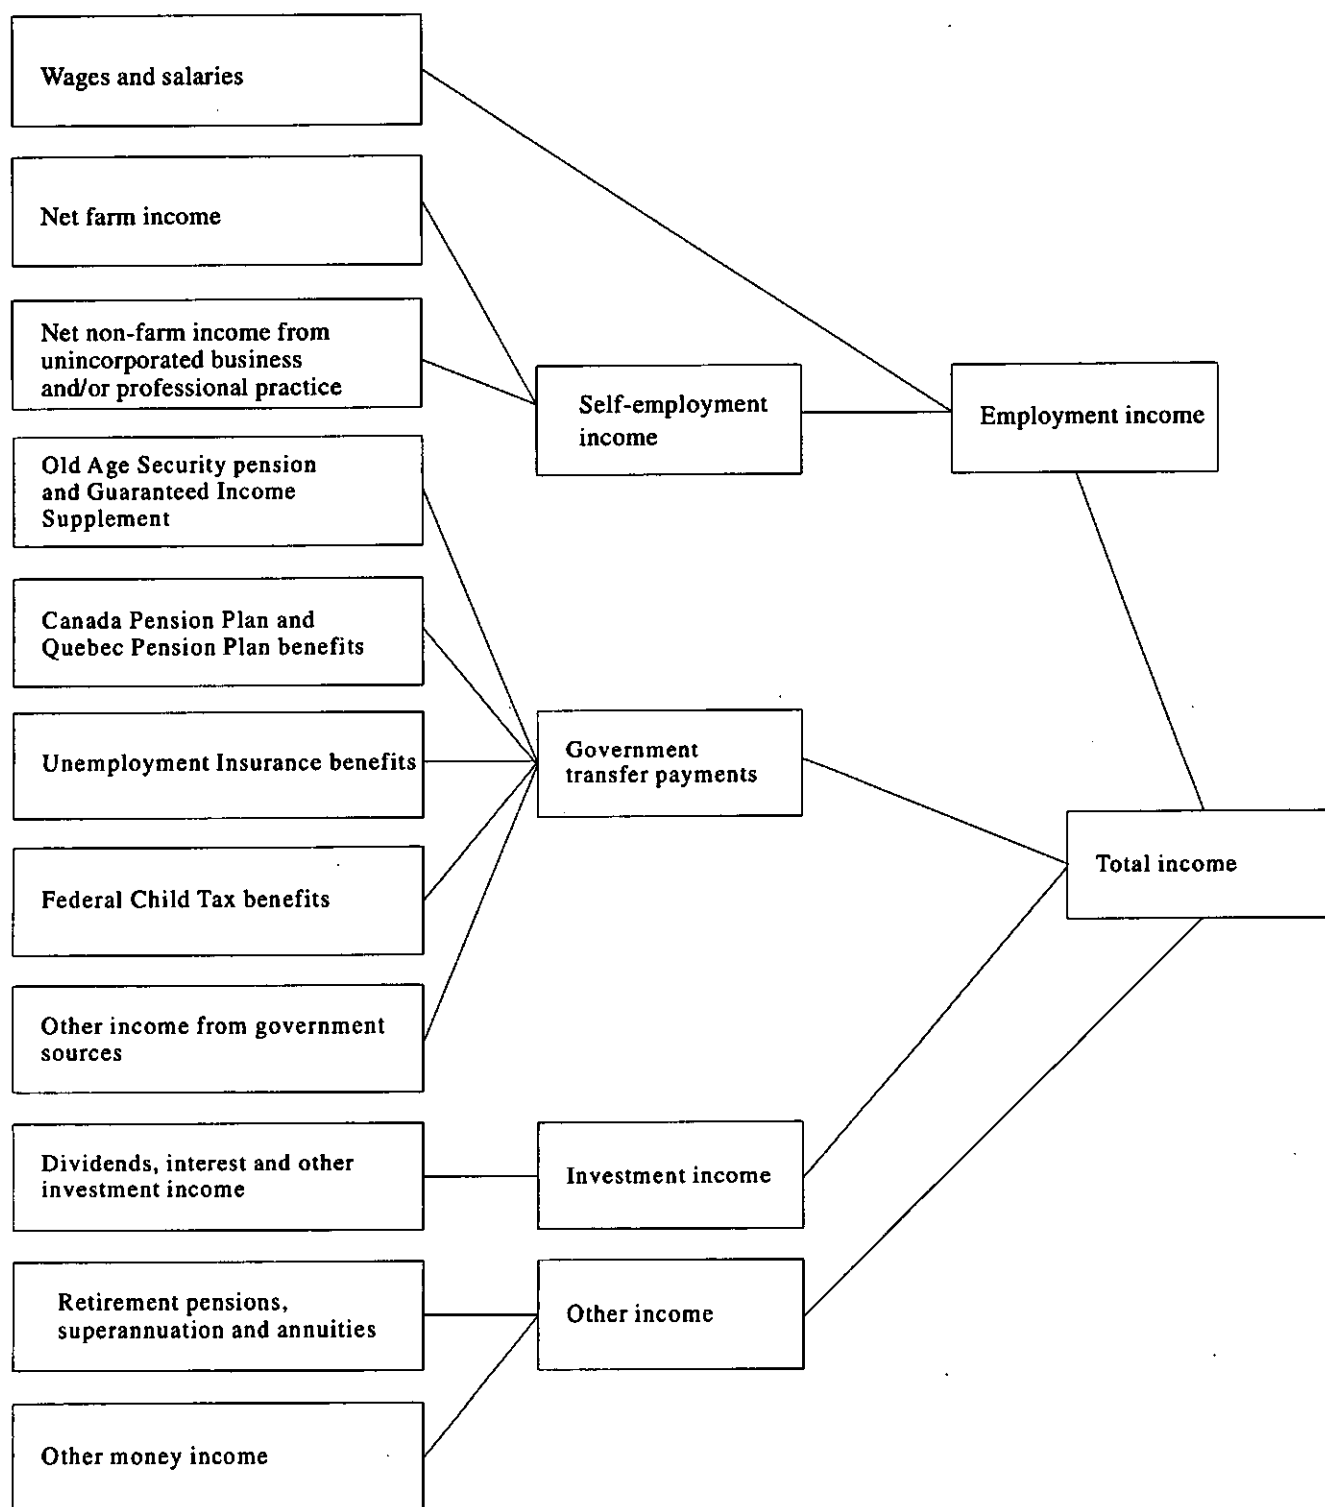 Wages and salaries
Net farm income
Net non-farm income from
unincorporated business
and/or professional practice
Self-employment
income
Employment income
Old Age Security pension
and Guaranteed Income
Supplement
Canada Pension Plan and
Quebec Pension Plan benefits
Unemployment Insurance benefits
Government
transfer payments
Total income
Federal Child Tax benefits
Other income from government
sources
Dividends, interest and other
investment income
Investment income
Retirement pensions,
superannuation and annuities
Other income
Other money income